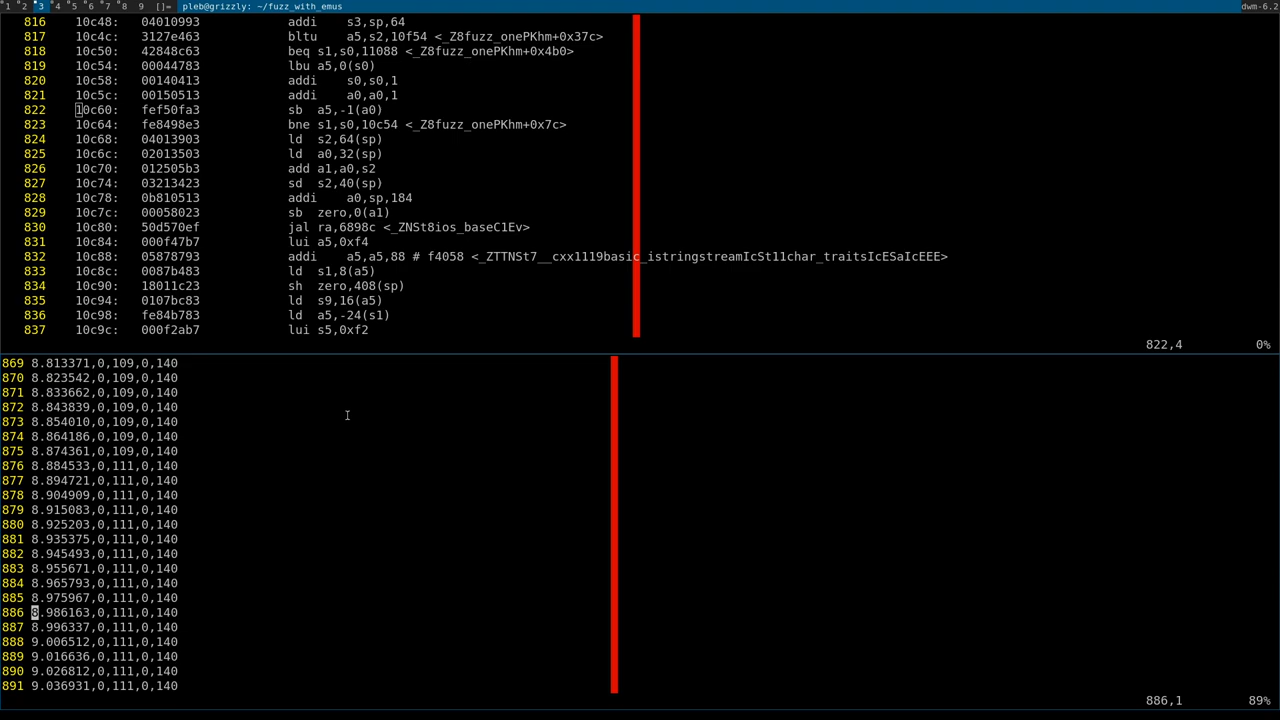 1 2 3 4 5 6 7 8 9 []= pleb@grizzly: ~/fuzz_with_emus dwm-6.2
816 10c48: 04010993 addi s3,sp,64
817 10c4c: 3127e463 bltu a5,s2,10f54 <_Z8fuzz_onePKhm+0x37c>
818 10c50: 42848c63 beq s1,s0,11088 <_Z8fuzz_onePKhm+0x4b0>
819 10c54: 00044783 lbu a5,0(s0)
820 10c58: 00140413 addi s0,s0,1
821 10c5c: 00150513 addi a0,a0,1
822 10c60: fef50fa3 sb a5,-1(a0)
823 10c64: fe8498e3 bne s1,s0,10c54 <_Z8fuzz_onePKhm+0x7c>
824 10c68: 04013903 ld s2,64(sp)
825 10c6c: 02013503 ld a0,32(sp)
826 10c70: 012505b3 add a1,a0,s2
827 10c74: 03213423 sd s2,40(sp)
828 10c78: 0b810513 addi a0,sp,184
829 10c7c: 00058023 sb zero,0(a1)
830 10c80: 50d570ef jal ra,6898c <_ZNSt8ios_baseC1Ev>
831 10c84: 000f47b7 lui a5,0xf4
832 10c88: 05878793 addi a5,a5,88 # f4058 <_ZTTNSt7__cxx1119basic_istringstreamIcSt11char_traitsIcESaIcEEE>
833 10c8c: 0087b483 ld s1,8(a5)
834 10c90: 18011c23 sh zero,408(sp)
835 10c94: 0107bc83 ld s9,16(a5)
836 10c98: fe84b783 ld a5,-24(s1)
837 10c9c: 000f2ab7 lui s5,0xf2
822,4 0%
869 8.813371,0,109,0,140
870 8.823542,0,109,0,140
871 8.833662,0,109,0,140
872 8.843839,0,109,0,140
873 8.854010,0,109,0,140
874 8.864186,0,109,0,140
875 8.874361,0,109,0,140
876 8.884533,0,111,0,140
877 8.894721,0,111,0,140
878 8.904909,0,111,0,140
879 8.915083,0,111,0,140
880 8.925203,0,111,0,140
881 8.935375,0,111,0,140
882 8.945493,0,111,0,140
883 8.955671,0,111,0,140
884 8.965793,0,111,0,140
885 8.975967,0,111,0,140
886 8.986163,0,111,0,140
887 8.996337,0,111,0,140
888 9.006512,0,111,0,140
889 9.016636,0,111,0,140
890 9.026812,0,111,0,140
891 9.036931,0,111,0,140
886,1 89%